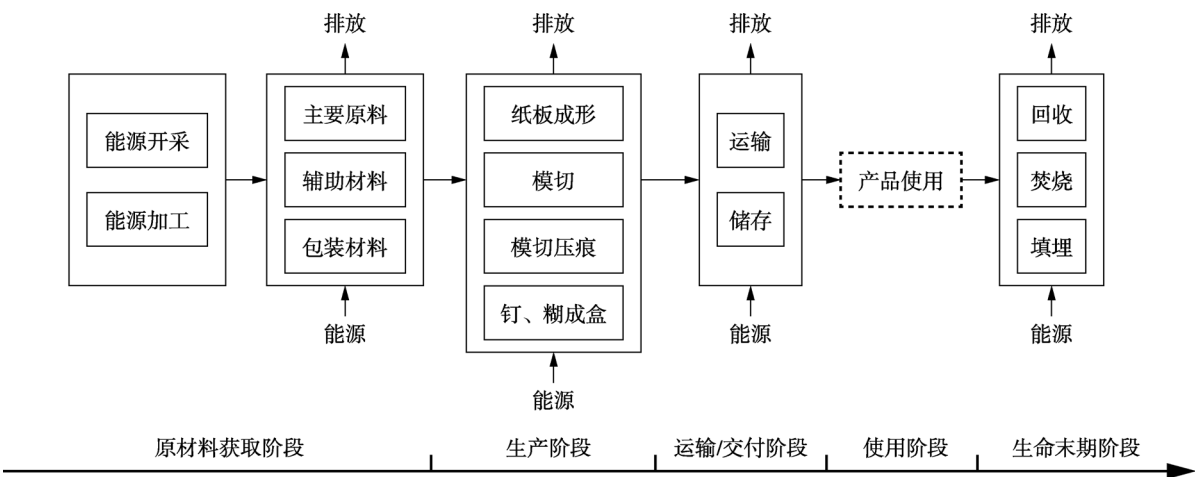 排放
排放
排放
排放
能源开采
能源加工
主要原料
辅助材料
包装材料
能源
纸板成形
模切
模切压痕
钉、糊成盒
能源
运输
储存
能源
产品使用
回收
焚烧
填埋
能源
原材料获取阶段
生产阶段
运输/交付阶段
使用阶段
生命末期阶段